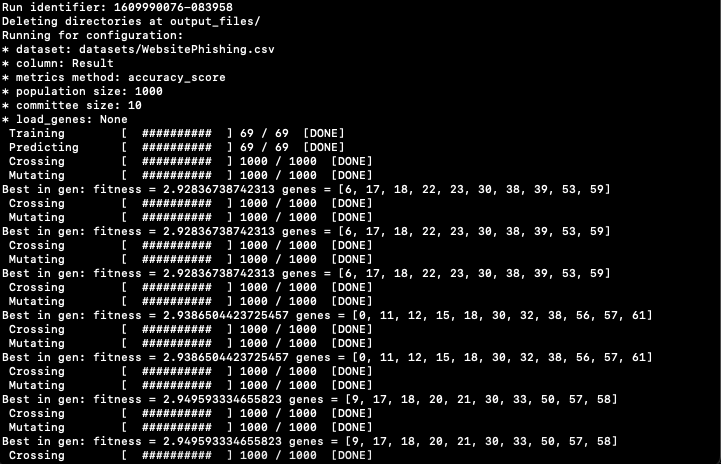 Run identifier: 1609990076-083958
Deleting directories at output_files/
Running for configuration:
* dataset: datasets/WebsitePhishing.csv
* column: Result
* metrics method: accuracy_score
* population size: 1000
* committee size: 10
* load_genes: None
Training [ ########## ] 69 / 69 [DONE]
Predicting [ ########## ] 69 / 69 [DONE]
Crossing [ ########## ] 1000 / 1000 [DONE]
Mutating [ ########## ] 1000 / 1000 [DONE]
Best in gen: fitness = 2.92836738742313 genes = [6, 17, 18, 22, 23, 30, 38, 39, 53, 59]
Crossing [ ########## ] 1000 / 1000 [DONE]
Mutating [ ########## ] 1000 / 1000 [DONE]
Best in gen: fitness = 2.92836738742313 genes = [6, 17, 18, 22, 23, 30, 38, 39, 53, 59]
Crossing [ ########## ] 1000 / 1000 [DONE]
Mutating [ ########## ] 1000 / 1000 [DONE]
Best in gen: fitness = 2.92836738742313 genes = [6, 17, 18, 22, 23, 30, 38, 39, 53, 59]
Crossing [ ########## ] 1000 / 1000 [DONE]
Mutating [ ########## ] 1000 / 1000 [DONE]
Best in gen: fitness = 2.9386504423725457 genes = [0, 11, 12, 15, 18, 30, 32, 38, 56, 57, 61]
Crossing [ ########## ] 1000 / 1000 [DONE]
Mutating [ ########## ] 1000 / 1000 [DONE]
Best in gen: fitness = 2.9386504423725457 genes = [0, 11, 12, 15, 18, 30, 32, 38, 56, 57, 61]
Crossing [ ########## ] 1000 / 1000 [DONE]
Mutating [ ########## ] 1000 / 1000 [DONE]
Best in gen: fitness = 2.949593334655823 genes = [9, 17, 18, 20, 21, 30, 33, 50, 57, 58]
Crossing [ ########## ] 1000 / 1000 [DONE]
Mutating [ ########## ] 1000 / 1000 [DONE]
Best in gen: fitness = 2.949593334655823 genes = [9, 17, 18, 20, 21, 30, 33, 50, 57, 58]
Crossing [ ########## ] 1000 / 1000 [DONE]